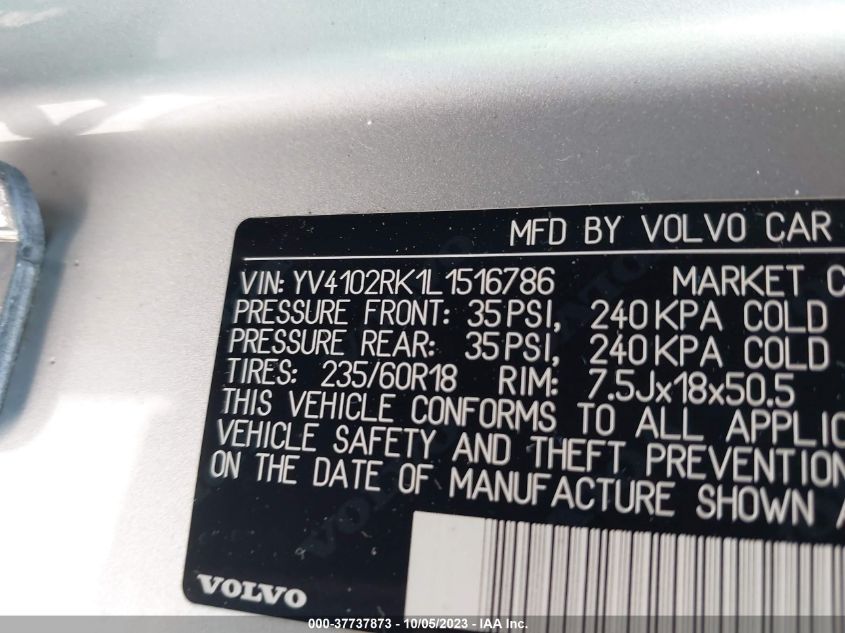 MFD BY VOLVO CAR
VIN: YV4102RK1L1516786 MARKET C
PRESSURE FRONT: 35 PSI, 240 KPA COLD
PRESSURE REAR: 35 PSI, 240 KPA COLD
TIRES: 235/60R18 RIM: 7.5Jx18x50.5
THIS VEHICLE CONFORMS TO ALL APPLIC
VEHICLE SAFETY AND THEFT PREVENTION
ON THE DATE OF MANUFACTURE SHOWN A
VOLVO
000-37737873 - 10/05/2023 - IAA Inc.